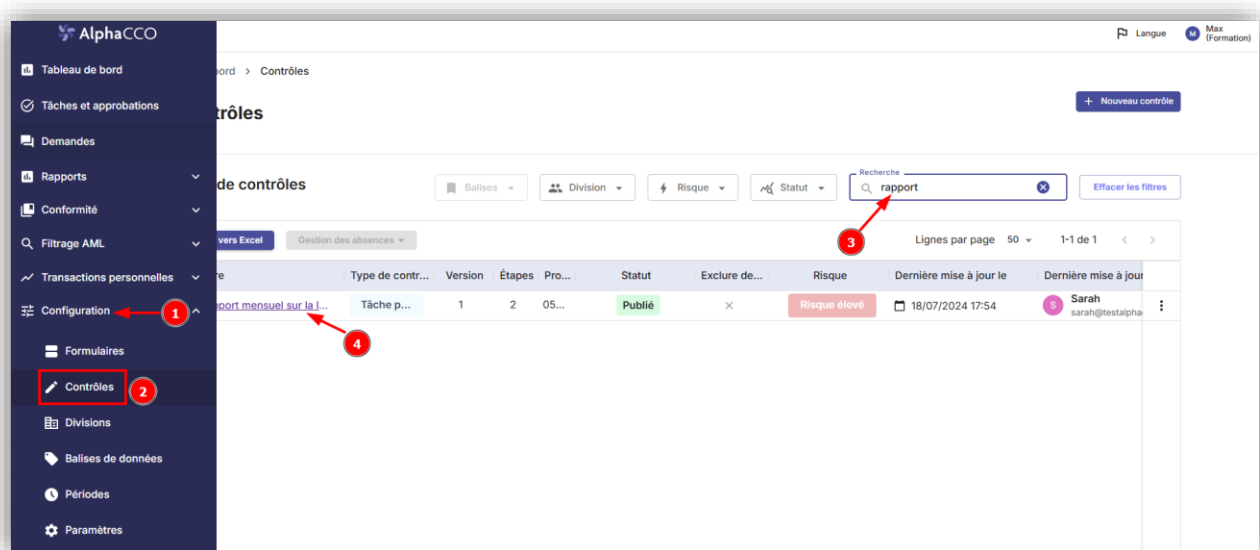 AlphaCCO
Langue
M
Max
(Formation)
Tableau de bord
ord > Contrôles
Tâches et approbations
trôles
+ Nouveau contrôle
Demandes
Rapports
de contrôles
Balises
Division
Risque
Statut
Recherche
rapport
Effacer les filtres
Conformité
Filtrage AML
vers Excel
Gestion des absences
3
Lignes par page 50
1-1 de 1
Transactions personnelles
re
Type de contr...
Version
Étapes
Pro...
Statut
Exclure de...
Risque
Dernière mise à jour le
Dernière mise à jour
Configuration
1
port mensuel sur la l...
Tâche p...
1
2
05...
Publié
Risque élevé
18/07/2024 17:54
S
Sarah
sarah@testalpha
4
Formulaires
Contrôles
2
Divisions
Balises de données
Périodes
Paramètres